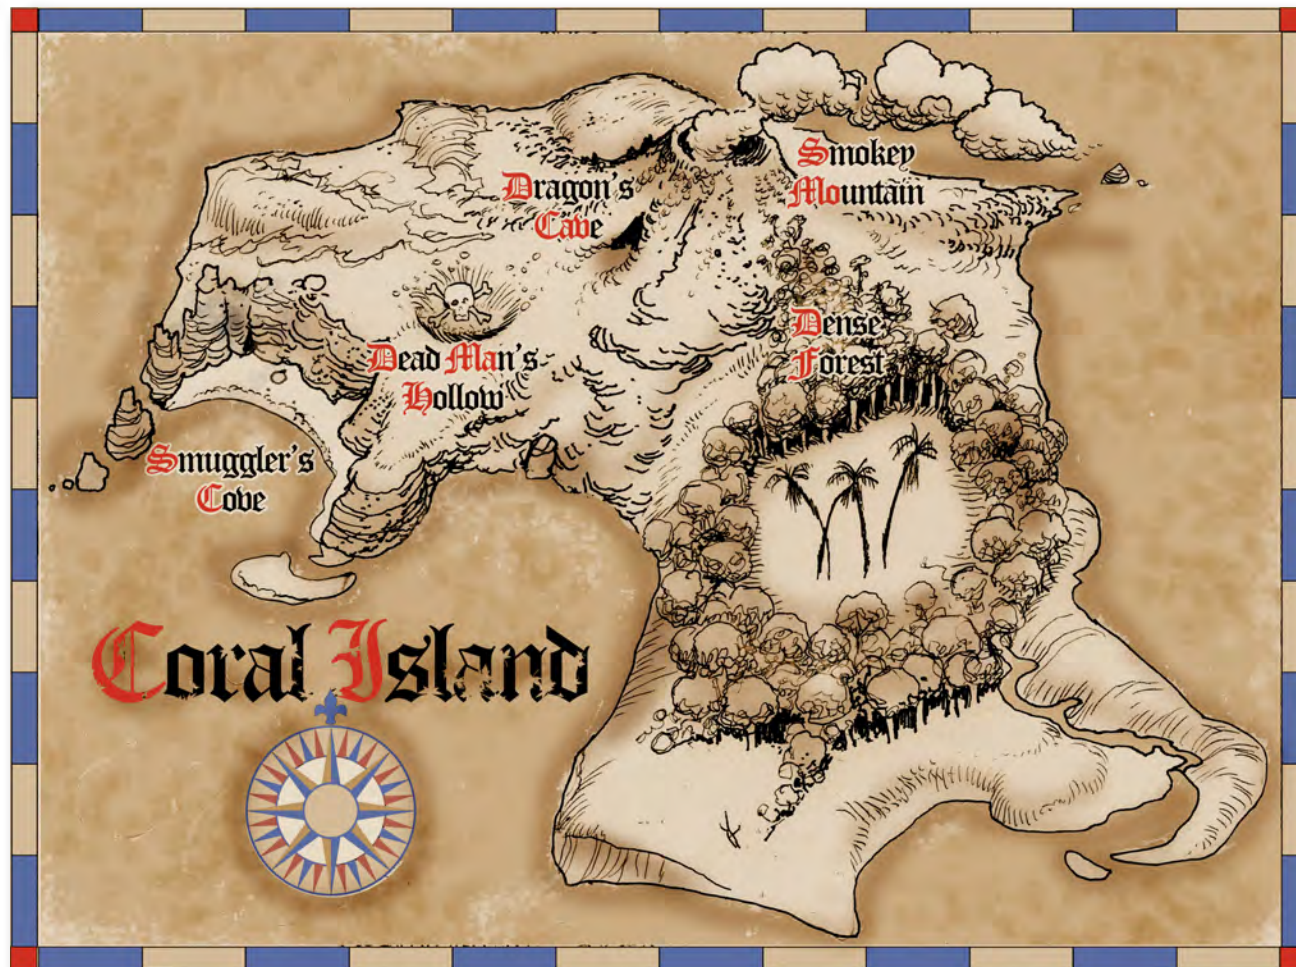 Smokey
Mountain
Dragon's
Cave
Dense
Forest
Dead Man's
Hollow
Smuggler's
Cove
Coral Island